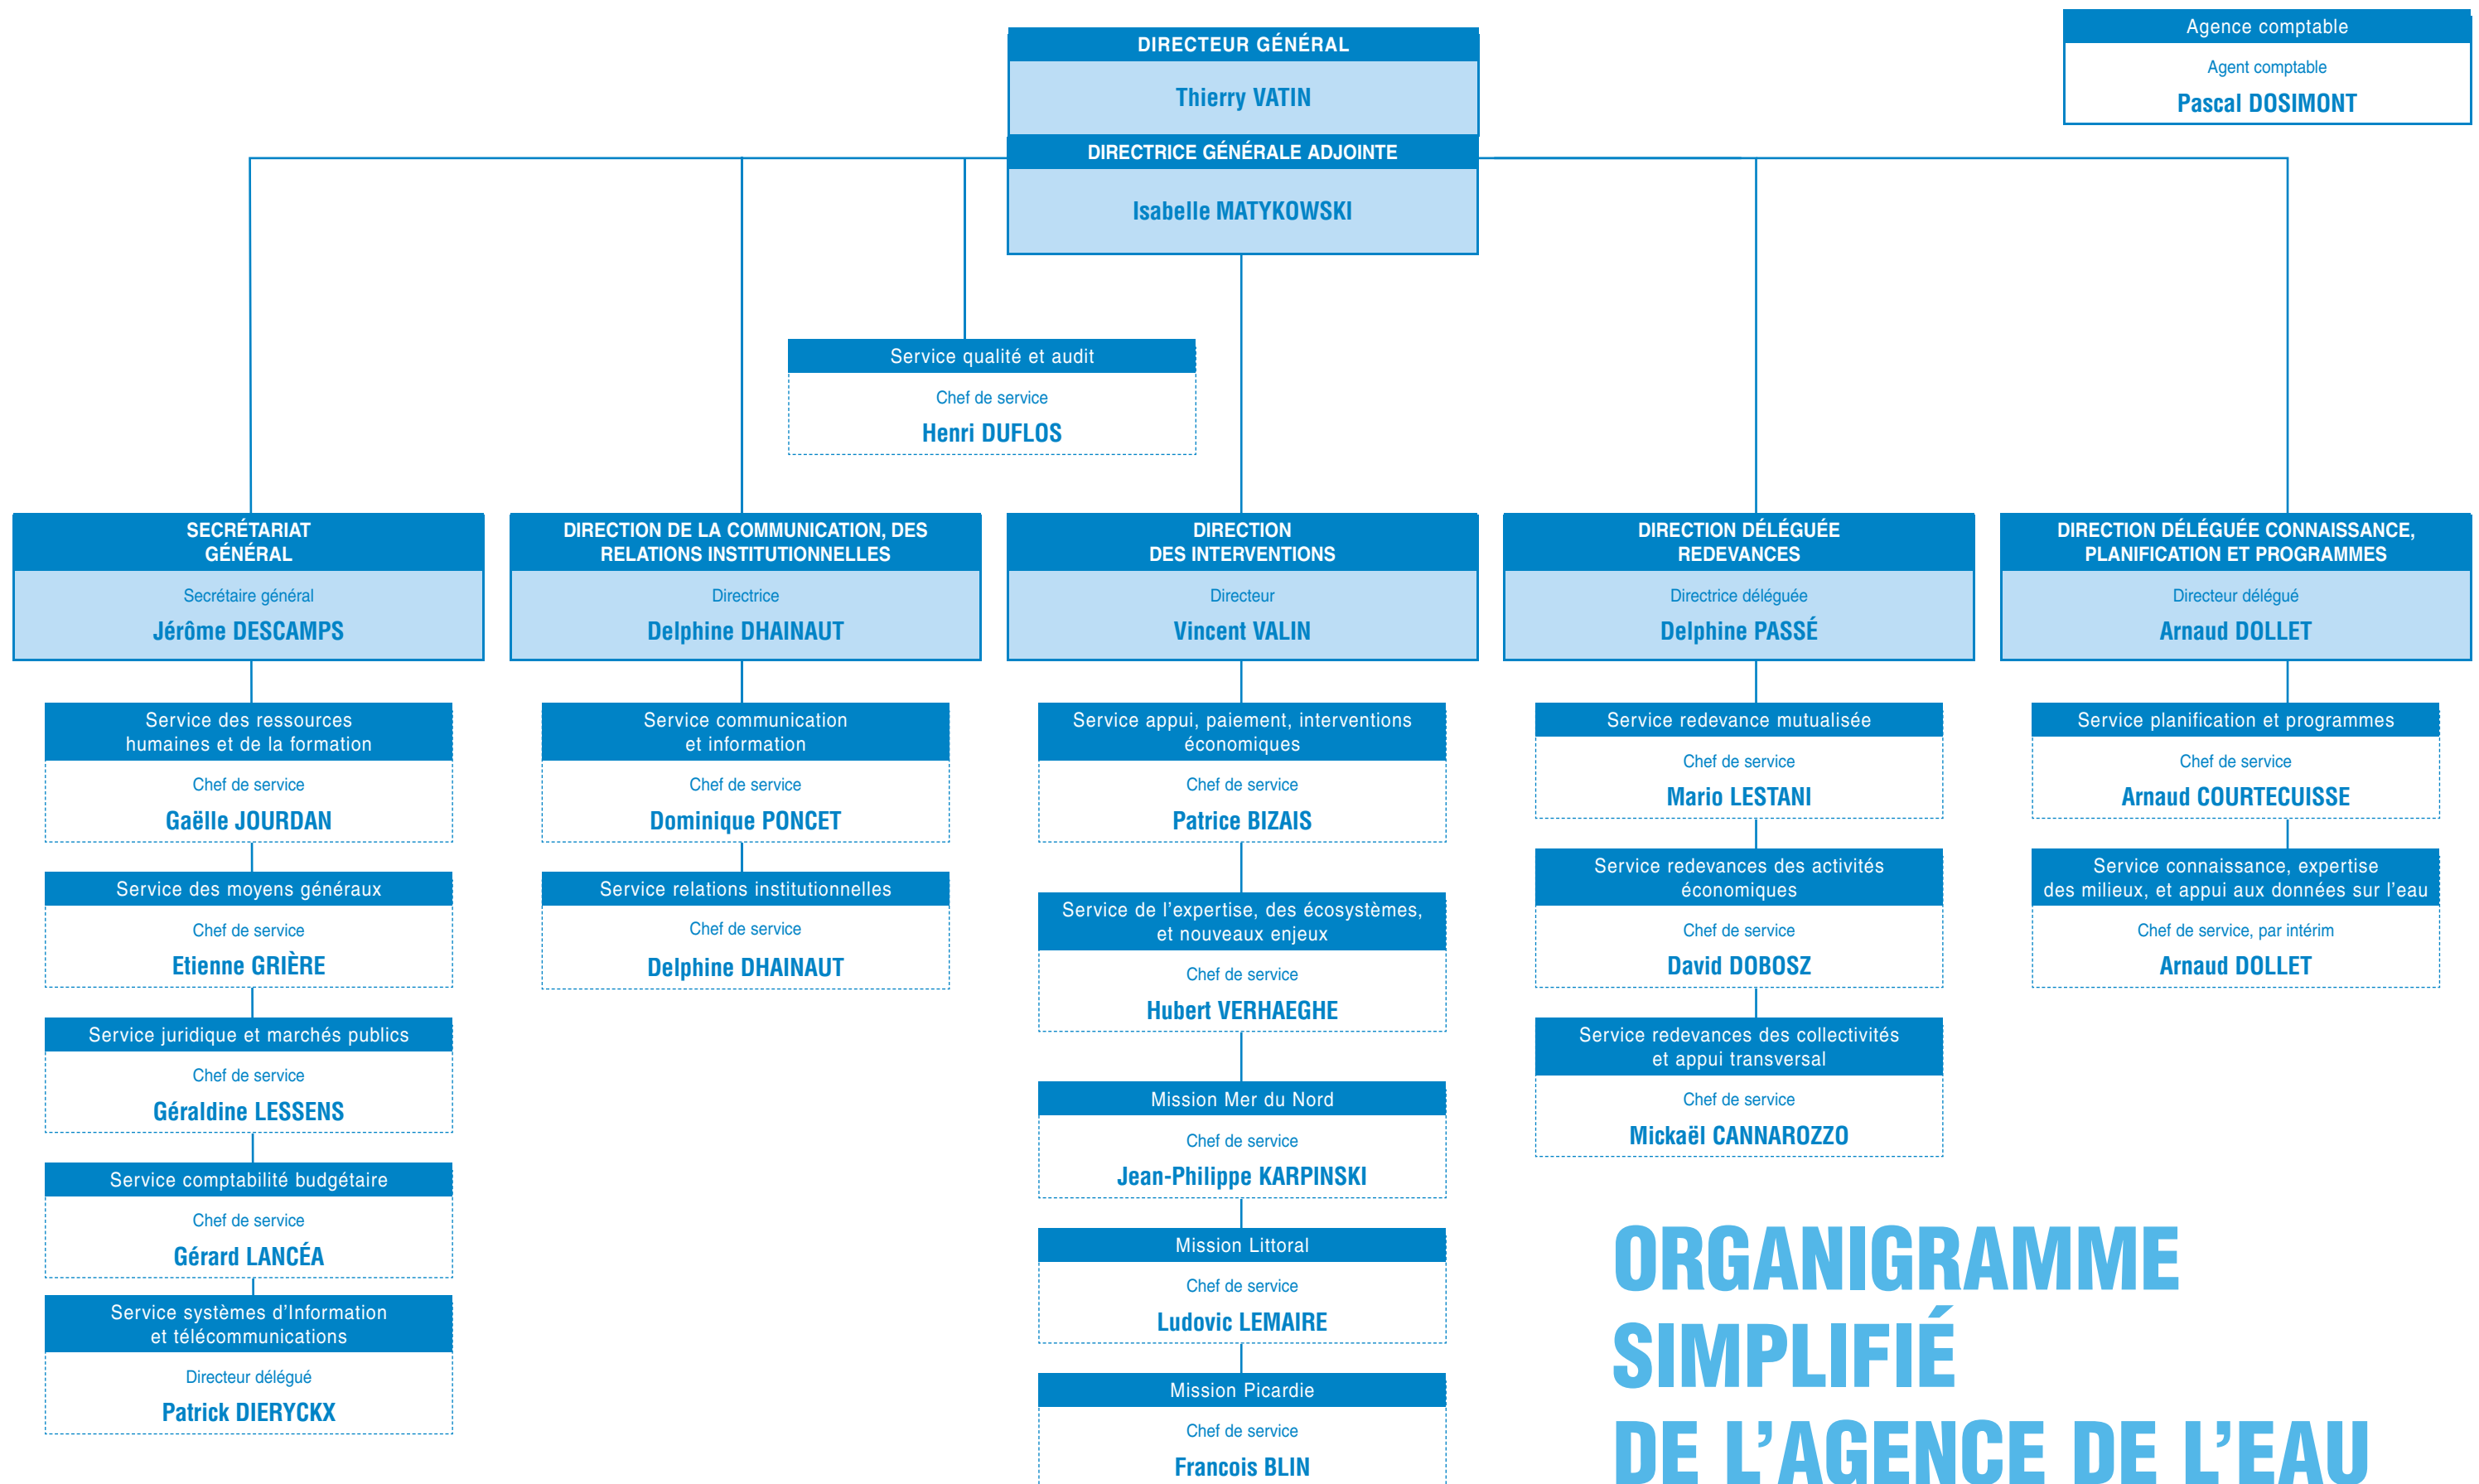 DIRECTEUR GÉNÉRAL
Thierry VATIN
DIRECTRICE GÉNÉRALE ADJOINTE
Isabelle MATYKOWSKI
Agence comptable
Agent comptable
Pascal DOSIMONT
Service qualité et audit
Chef de service
Henri DUFLOS
SECRÉTARIAT
GÉNÉRAL
Secrétaire général
Jérôme DESCAMPS
Service des ressources
humaines et de la formation
Chef de service
Gaëlle JOURDAN
Service des moyens généraux
Chef de service
Etienne GRIÈRE
Service juridique et marchés publics
Chef de service
Géraldine LESSENS
Service comptabilité budgétaire
Chef de service
Gérard LANCÉA
Service systèmes d'Information
et télécommunications
Directeur délégué
Patrick DIERYCKX
DIRECTION DE LA COMMUNICATION, DES
RELATIONS INSTITUTIONNELLES
Directrice
Delphine DHAINAUT
Service communication
et information
Chef de service
Dominique PONCET
Service relations institutionnelles
Chef de service
Delphine DHAINAUT
DIRECTION
DES INTERVENTIONS
Directeur
Vincent VALIN
Service appui, paiement, interventions
économiques
Chef de service
Patrice BIZAIS
Service de l'expertise, des écosystèmes,
et nouveaux enjeux
Chef de service
Hubert VERHAEGHE
Mission Mer du Nord
Chef de service
Jean-Philippe KARPINSKI
Mission Littoral
Chef de service
Ludovic LEMAIRE
Mission Picardie
Chef de service
Francois BLIN
DIRECTION DÉLÉGUÉE
REDEVANCES
Directrice déléguée
Delphine PASSÉ
Service redevance mutualisée
Chef de service
Mario LESTANI
Service redevances des activités
économiques
Chef de service
David DOBOSZ
Service redevances des collectivités
et appui transversal
Chef de service
Mickaël CANNAROZZO
DIRECTION DÉLÉGUÉE CONNAISSANCE,
PLANIFICATION ET PROGRAMMES
Directeur délégué
Arnaud DOLLET
Service planification et programmes
Chef de service
Arnaud COURTECUISSE
Service connaissance, expertise
des milieux, et appui aux données sur l'eau
Chef de service, par intérim
Arnaud DOLLET
ORGANIGRAMME
SIMPLIFIÉ
DE L'AGENCE DE L'EAU